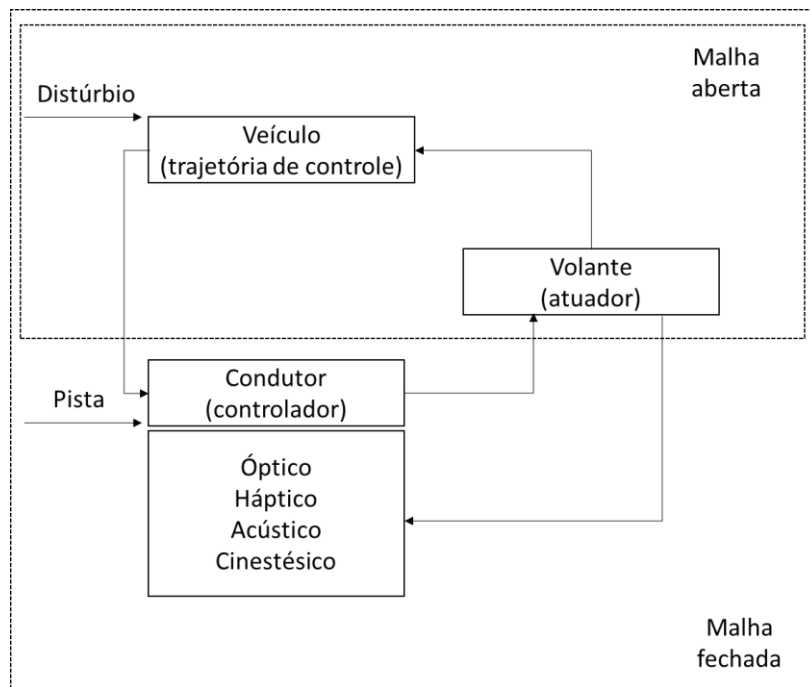 Malha
aberta
Distúrbio
Veículo
(trajetória de controle)
Volante
(atuador)
Condutor
(controlador)
Pista
Óptico
Háptico
Acústico
Cinestésico
Malha
fechada